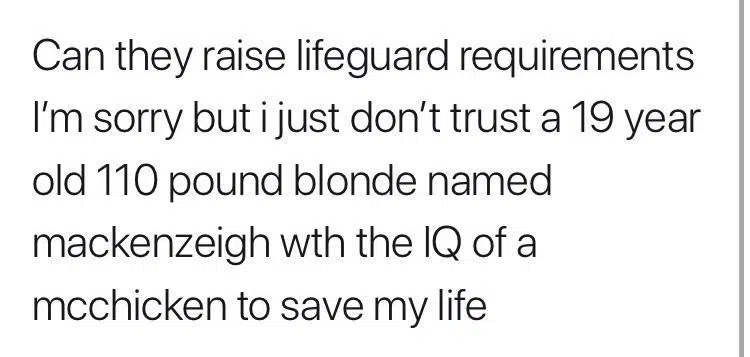 Can they raise lifeguard requirements
I'm sorry but i just don't trust a 19 year
old 110 pound blonde named
mackenzeigh wth the IQ of a
mcchicken to save my life